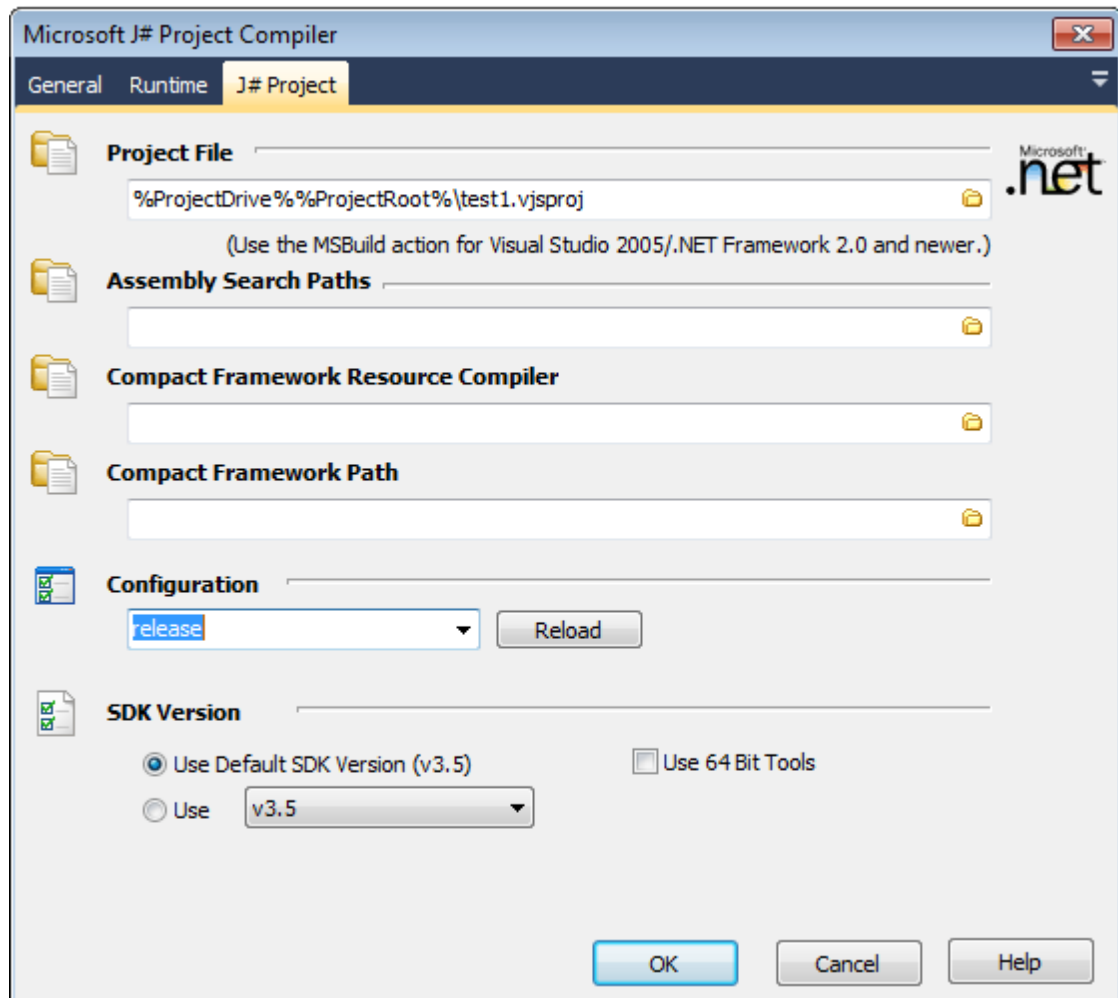 Microsoft J# Project Compiler
General Runtime J# Project
Project File
Microsoft
.net
%ProjectDrive%%ProjectRoot%\test1.vjsproj
(Use the MSBuild action for Visual Studio 2005/.NET Framework 2.0 and newer.)
Assembly Search Paths
Compact Framework Resource Compiler
Compact Framework Path
Configuration
release Reload
SDK Version
Use Default SDK Version (v3.5) Use 64 Bit Tools
Use v3.5
OK Cancel Help